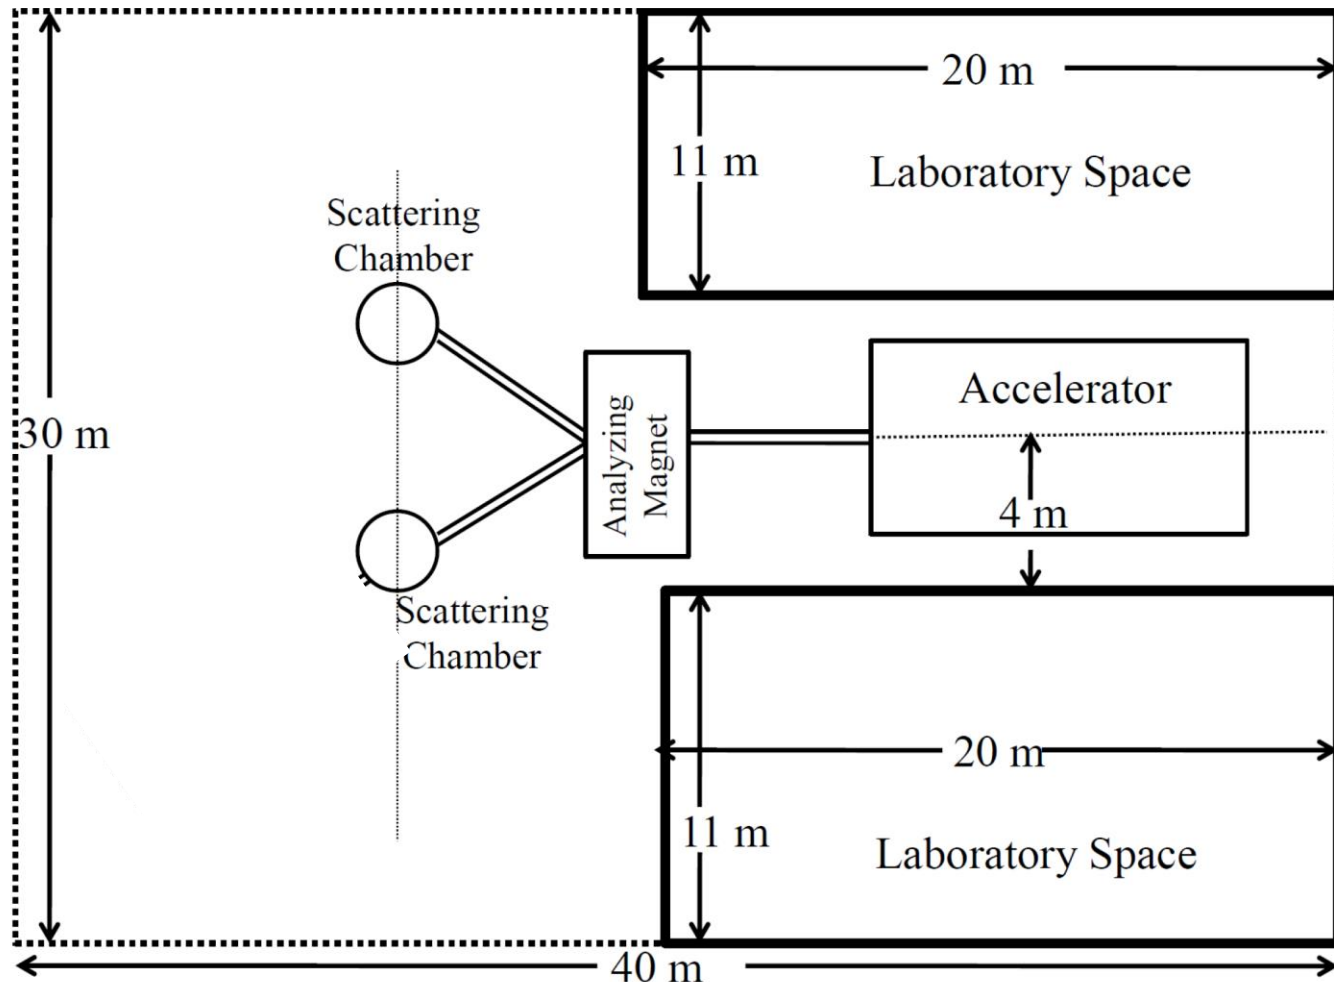 20 m
11 m
Laboratory Space
Scattering
Chamber
Accelerator
30 m
Analyzing
Magnet
4 m
Scattering
Chamber
20 m
11 m
Laboratory Space
40 m